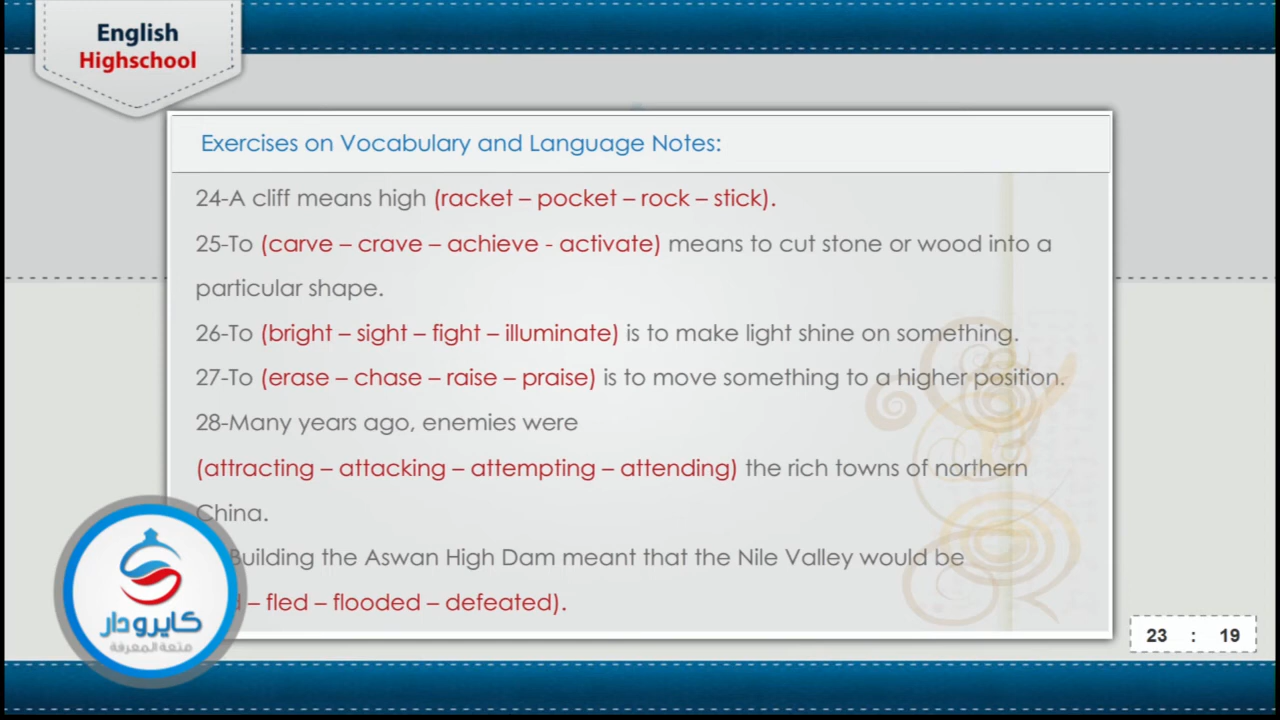 English
Highschool
Exercises on Vocabulary and Language Notes:
24-A cliff means high (racket – pocket – rock – stick).
25-To (carve – crave – achieve - activate) means to cut stone or wood into a
particular shape.
26-To (bright – sight – fight – illuminate) is to make light shine on something.
27-To (erase – chase – raise – praise) is to move something to a higher position.
28-Many years ago, enemies were
(attracting – attacking – attempting – attending) the rich towns of northern
China.
Building the Aswan High Dam meant that the Nile Valley would be
– fled – flooded – defeated).
كايرودار
متعة المعرفة
23 : 19